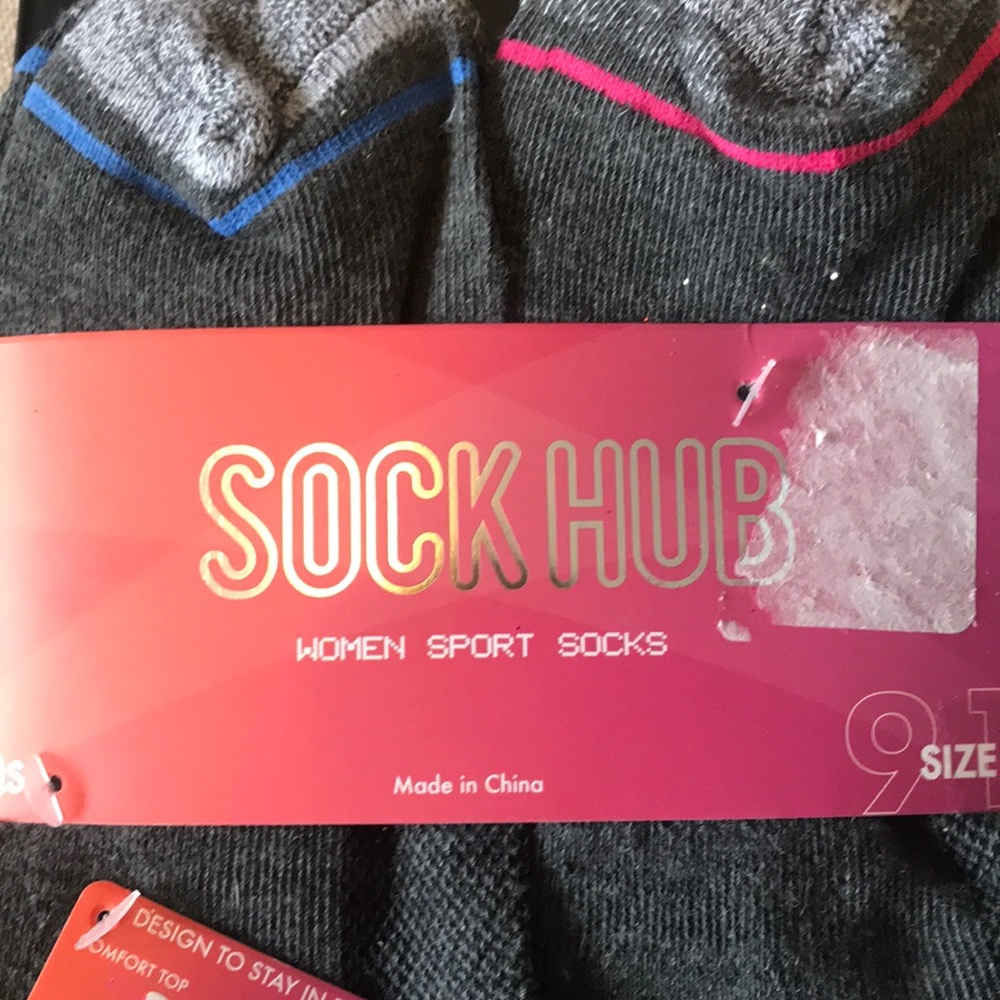 SOCK HUB
WOMEN SPORT SOCKS
Made in China
SIZE
DESIGN TO STAY IN
COMFORT TOP